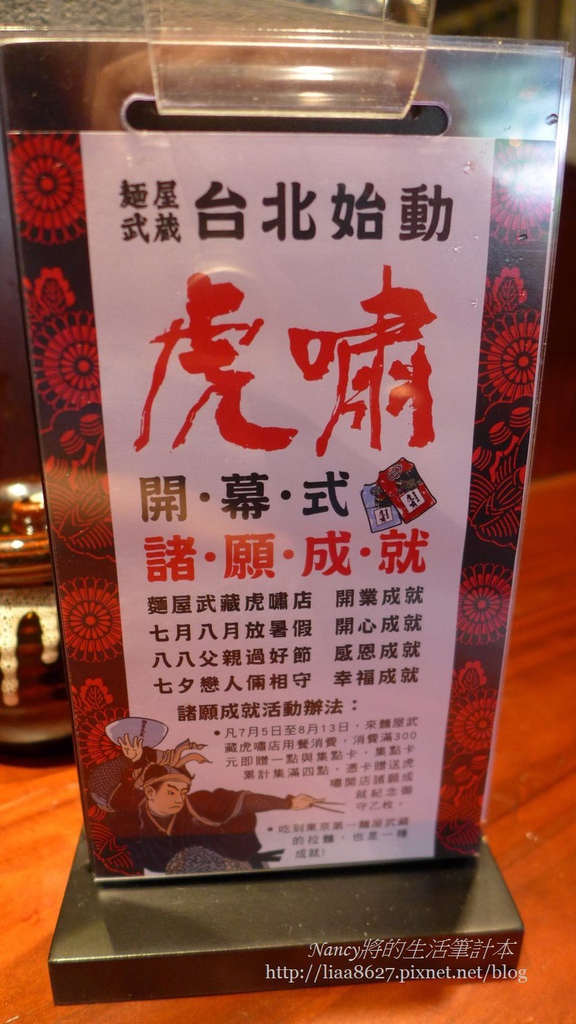 麵屋
武藏 台北始動
虎嘯
開·幕·式
諸·願·成·就
麵屋武藏虎嘯店 開業成就
七月八月放暑假 開心成就
八八父親過好節 感恩成就
七夕戀人倆相守 幸福成就
諸願成就活動辦法：
•凡7月5日至8月13日，來麵屋武
藏虎嘯店用餐消費，消費滿300
元即贈一點與集點卡，集點卡
累計集滿四點，憑卡贈送虎
嘯開店諸願成
就紀念御
守乙枚。
•吃到東京第一麵屋武藏
的拉麵，也是一種
成就！
Nancy將的生活筆計本
http://liaa8627.pixnet.net/blog